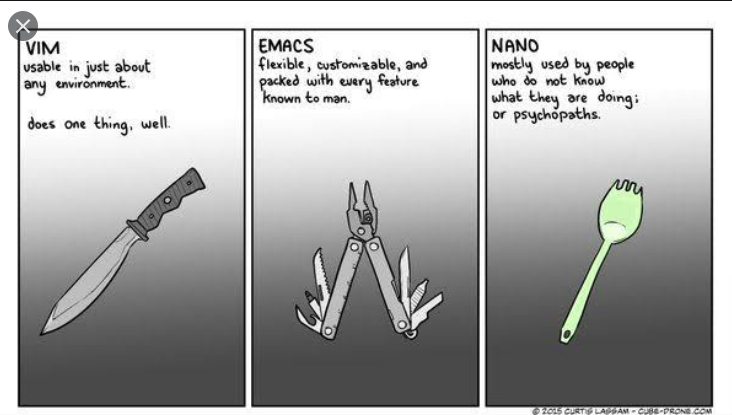 VIM
usable in just about
any environment.
does one thing, well.
EMACS
flexible, customizable, and
packed with every feature
known to man.
NANO
mostly used by people
who do not know
what they are doing;
or psychopaths.
© 2015 CURTIS LASSAM - CUBE-DRONE.COM